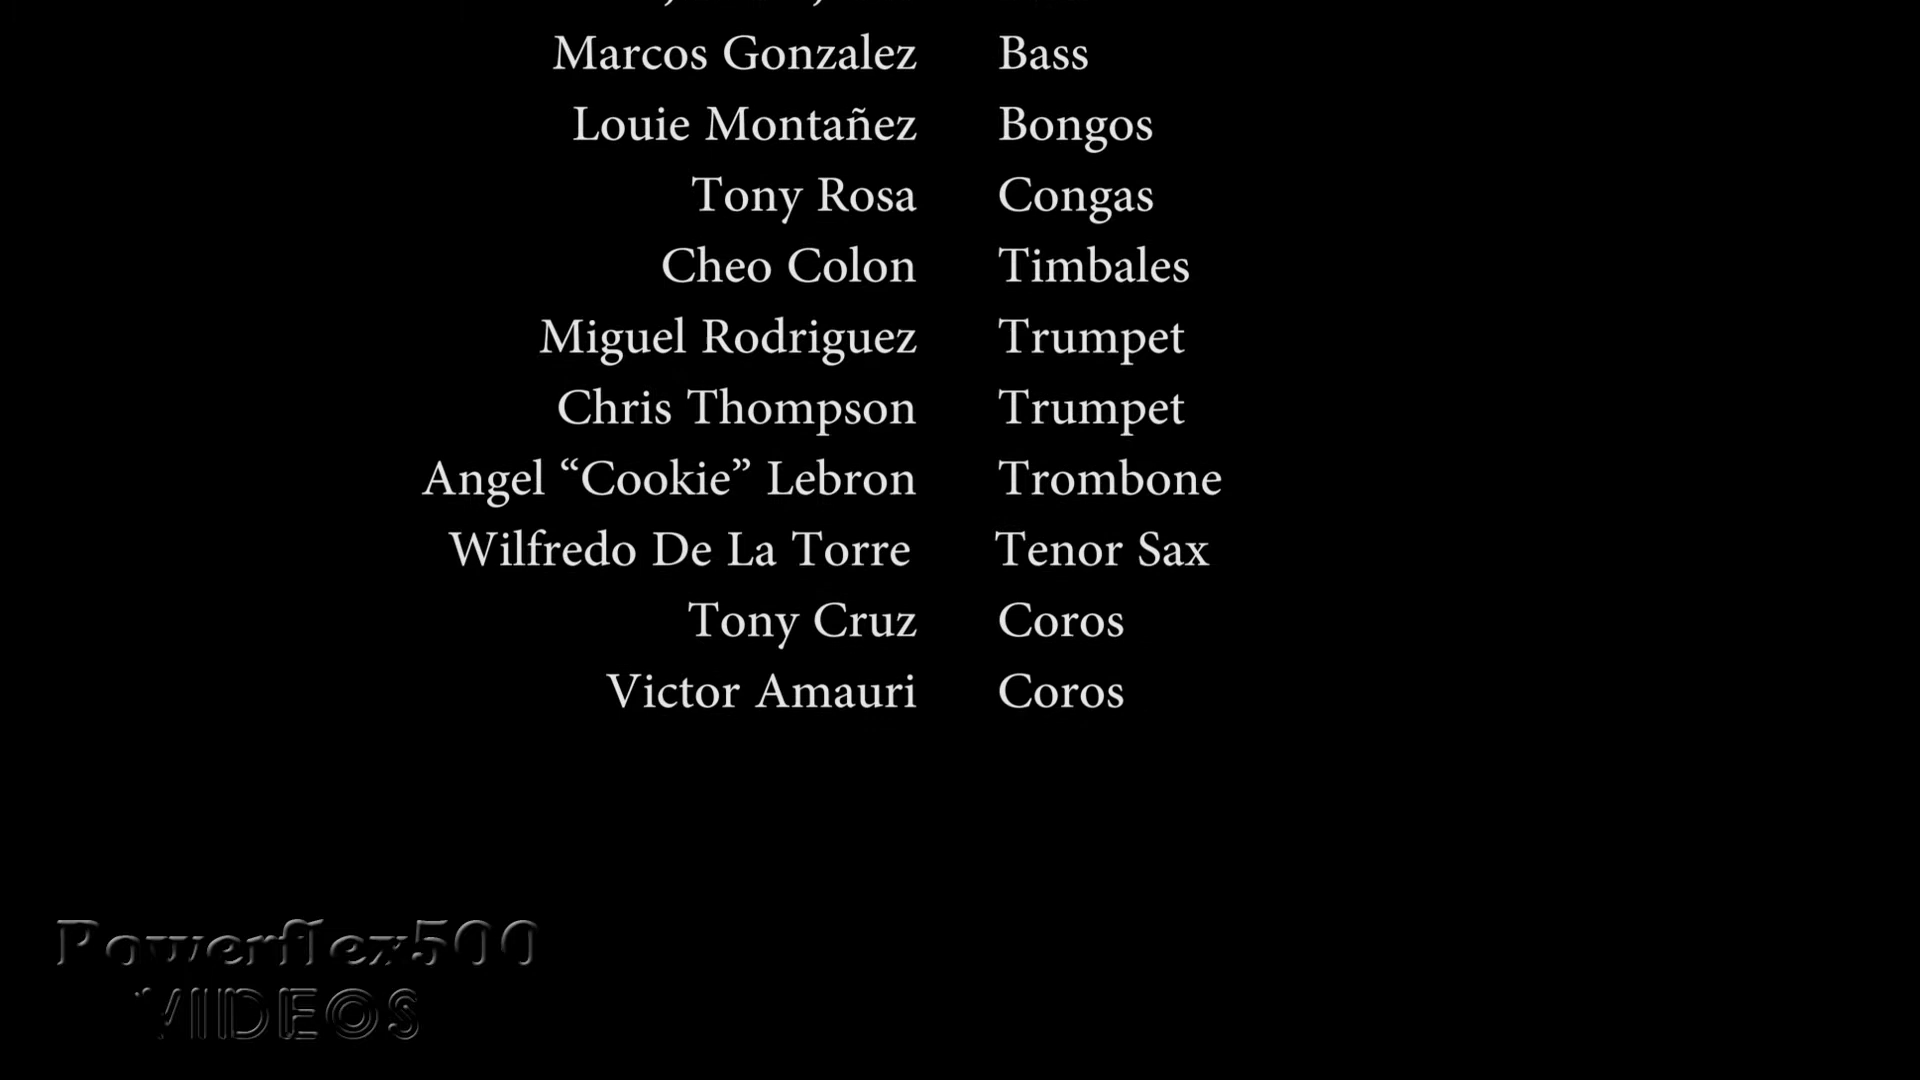 Marcos Gonzalez Bass
Louie Montañez Bongos
Tony Rosa Congas
Cheo Colon Timbales
Miguel Rodriguez Trumpet
Chris Thompson Trumpet
Angel “Cookie” Lebron Trombone
Wilfredo De La Torre Tenor Sax
Tony Cruz Coros
Victor Amauri Coros
Powerflex500
VIDEOS